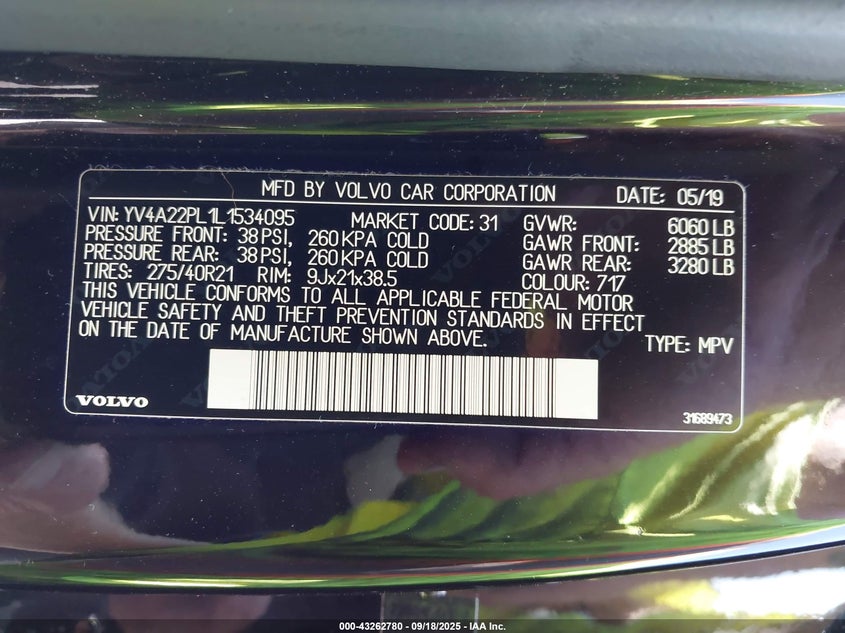 MFD BY VOLVO CAR CORPORATION DATE: 05/19
VIN: YV4A22PL1L1534095 MARKET CODE: 31 GVWR: 6060 LB
PRESSURE FRONT: 38 PSI, 260 KPA COLD GAWR FRONT: 2885 LB
PRESSURE REAR: 38 PSI, 260 KPA COLD GAWR REAR: 3280 LB
TIRES: 275/40R21 RIM: 9Jx21x38.5 COLOUR: 717
THIS VEHICLE CONFORMS TO ALL APPLICABLE FEDERAL MOTOR
VEHICLE SAFETY AND THEFT PREVENTION STANDARDS IN EFFECT
ON THE DATE OF MANUFACTURE SHOWN ABOVE. TYPE: MPV
VOLVO 31689473
000-43262780 - 09/18/2025 - IAA Inc.